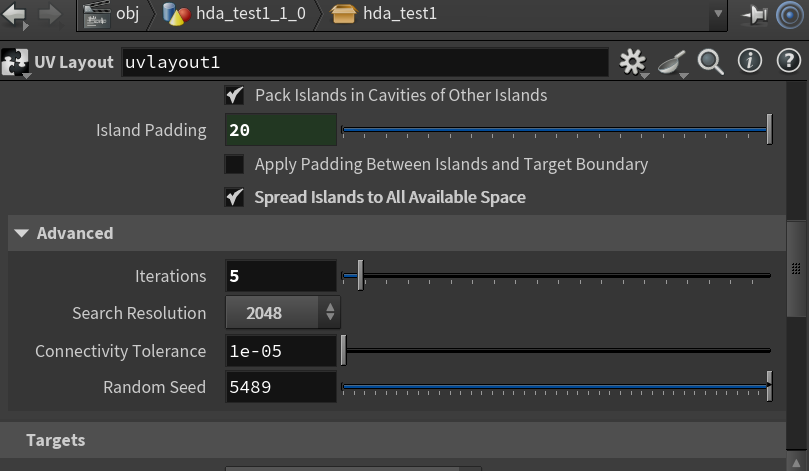 obj hda_test1_1_0 hda_test1
UV Layout uvlayout1
Pack Islands in Cavities of Other Islands
Island Padding 20
Apply Padding Between Islands and Target Boundary
Spread Islands to All Available Space
Advanced
Iterations 5
Search Resolution 2048
Connectivity Tolerance 1e-05
Random Seed 5489
Targets